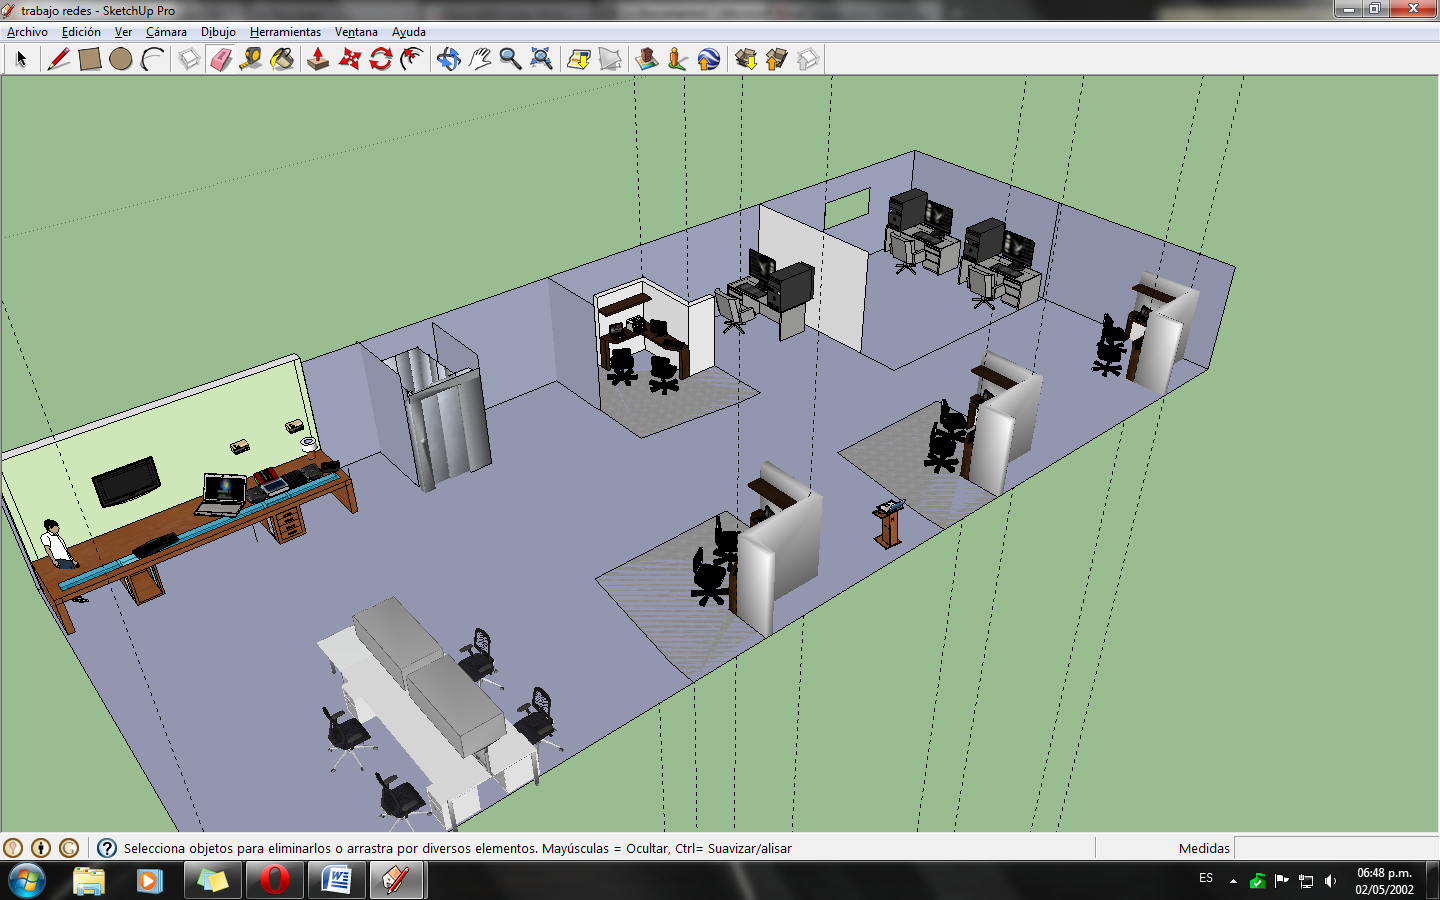 trabajo redes - SketchUp Pro
Archivo Edición Ver Cámara Dibujo Herramientas Ventana Ayuda
Selecciona objetos para eliminarlos o arrastra por diversos elementos. Mayúsculas = Ocultar, Ctrl= Suavizar/alisar
Medidas
ES
06:48 p.m.
02/05/2002